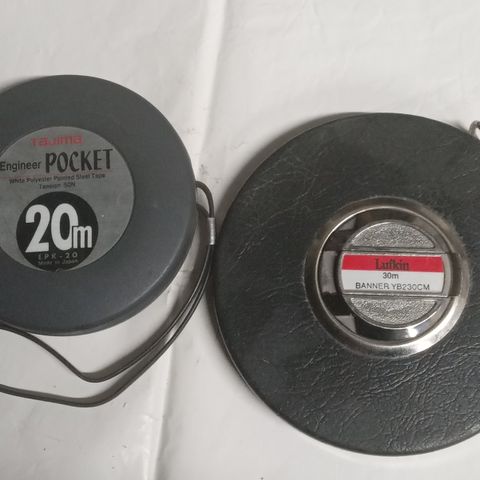 TaJima
Engineer POCKET
White Polyester Painted Steel Tape
Tension 50N
20m
EPK-20
Made in Japan
Lufkin
30m
BANNER YB230CM